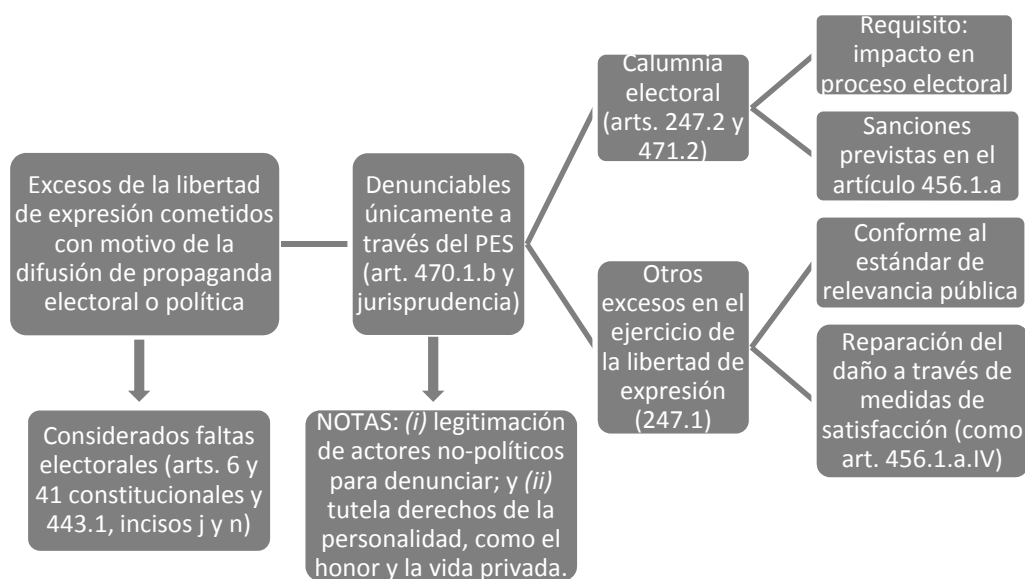 Excesos de la libertad
de expresión cometidos
con motivo de la
difusión de propaganda
electoral o política
Considerados faltas
electorales (arts. 6 y
41 constitucionales y
443.1, incisos j y n)
Denunciables
únicamente a
través del PES
(art. 470.1.b y
jurisprudencia)
NOTAS: (i) legitimación
de actores no-políticos
para denunciar; y (ii)
tutela derechos de la
personalidad, como el
honor y la vida privada.
Calumnia
electoral
(arts. 247.2 y
471.2)
Requisito:
impacto en
proceso electoral
Sanciones
previstas en el
artículo 456.1.a
Otros
excesos en el
ejercicio de
la libertad de
expresión
(247.1)
Conforme al
estándar de
relevancia pública
Reparación del
daño a través de
medidas de
satisfacción (como
art. 456.1.a.IV)